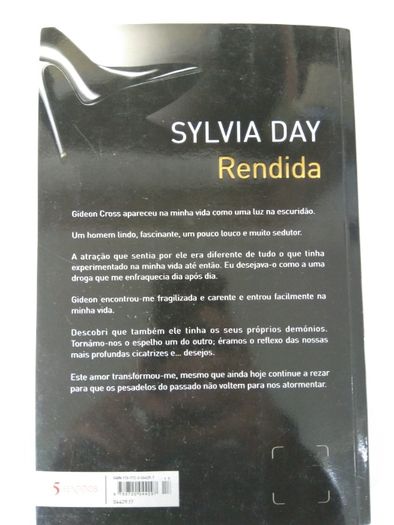 SYLVIA DAY
Rendida
Gideon Cross apareceu na minha vida como uma luz na escuridão.
Um homem lindo, fascinante, um pouco louco e muito sedutor.
A atração que sentia por ele era diferente de tudo o que tinha
experimentado na minha vida até então. Eu desejava-o como a uma
droga que me enfraquecia dia após dia.
Gideon encontrou-me fragilizada e carente e entrou facilmente na
minha vida.
Descobri que também ele tinha os seus próprios demónios.
Tornámo-nos o espelho um do outro; éramos o reflexo das nossas
mais profundas cicatrizes e... desejos.
Este amor transformou-me, mesmo que ainda hoje continue a rezar
para que os pesadelos do passado não voltem para nos atormentar.
5